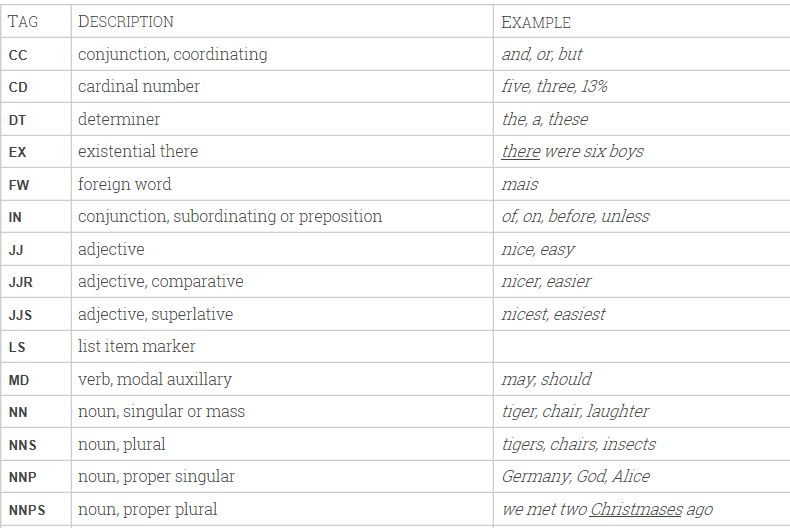 TAG DESCRIPTION EXAMPLE
CC conjunction, coordinating and, or, but
CD cardinal number five, three, 13%
DT determiner the, a, these
EX existential there there were six boys
FW foreign word mais
IN conjunction, subordinating or preposition of, on, before, unless
JJ adjective nice, easy
JJR adjective, comparative nicer, easier
JJS adjective, superlative nicest, easiest
LS list item marker
MD verb, modal auxillary may, should
NN noun, singular or mass tiger, chair, laughter
NNS noun, plural tigers, chairs, insects
NNP noun, proper singular Germany, God, Alice
NNPS noun, proper plural we met two Christmases ago